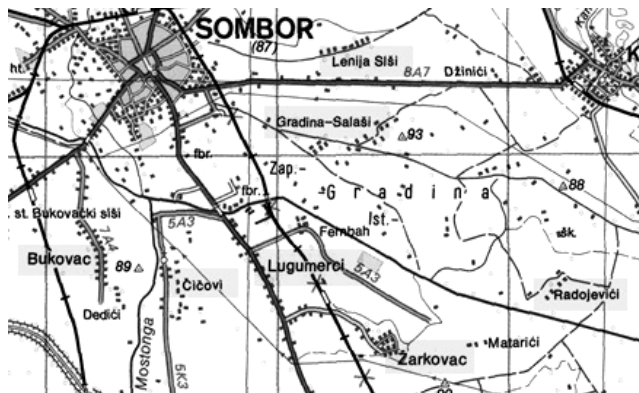 SOMBOR
(87)
Lenija Slši
8A7
Džinići
ht.
Gradina-Salaši
93
fbr.
Zap.-
fbr.
Gradina
88
st. Bukovački slši
5A3
Ist.-
šk.
Fernbah
7A4
Bukovac
89
Lugumerci
5A3
Čičovi
Radojevići
Dedići
Mostonga
Matarići
Žarkovac
5K3